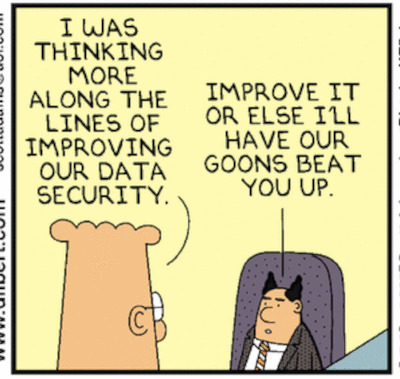 I WAS
THINKING
MORE
ALONG THE
LINES OF
IMPROVING
OUR DATA
SECURITY.
IMPROVE IT
OR ELSE I'LL
HAVE OUR
GOONS BEAT
YOU UP.
www.dilbert.com